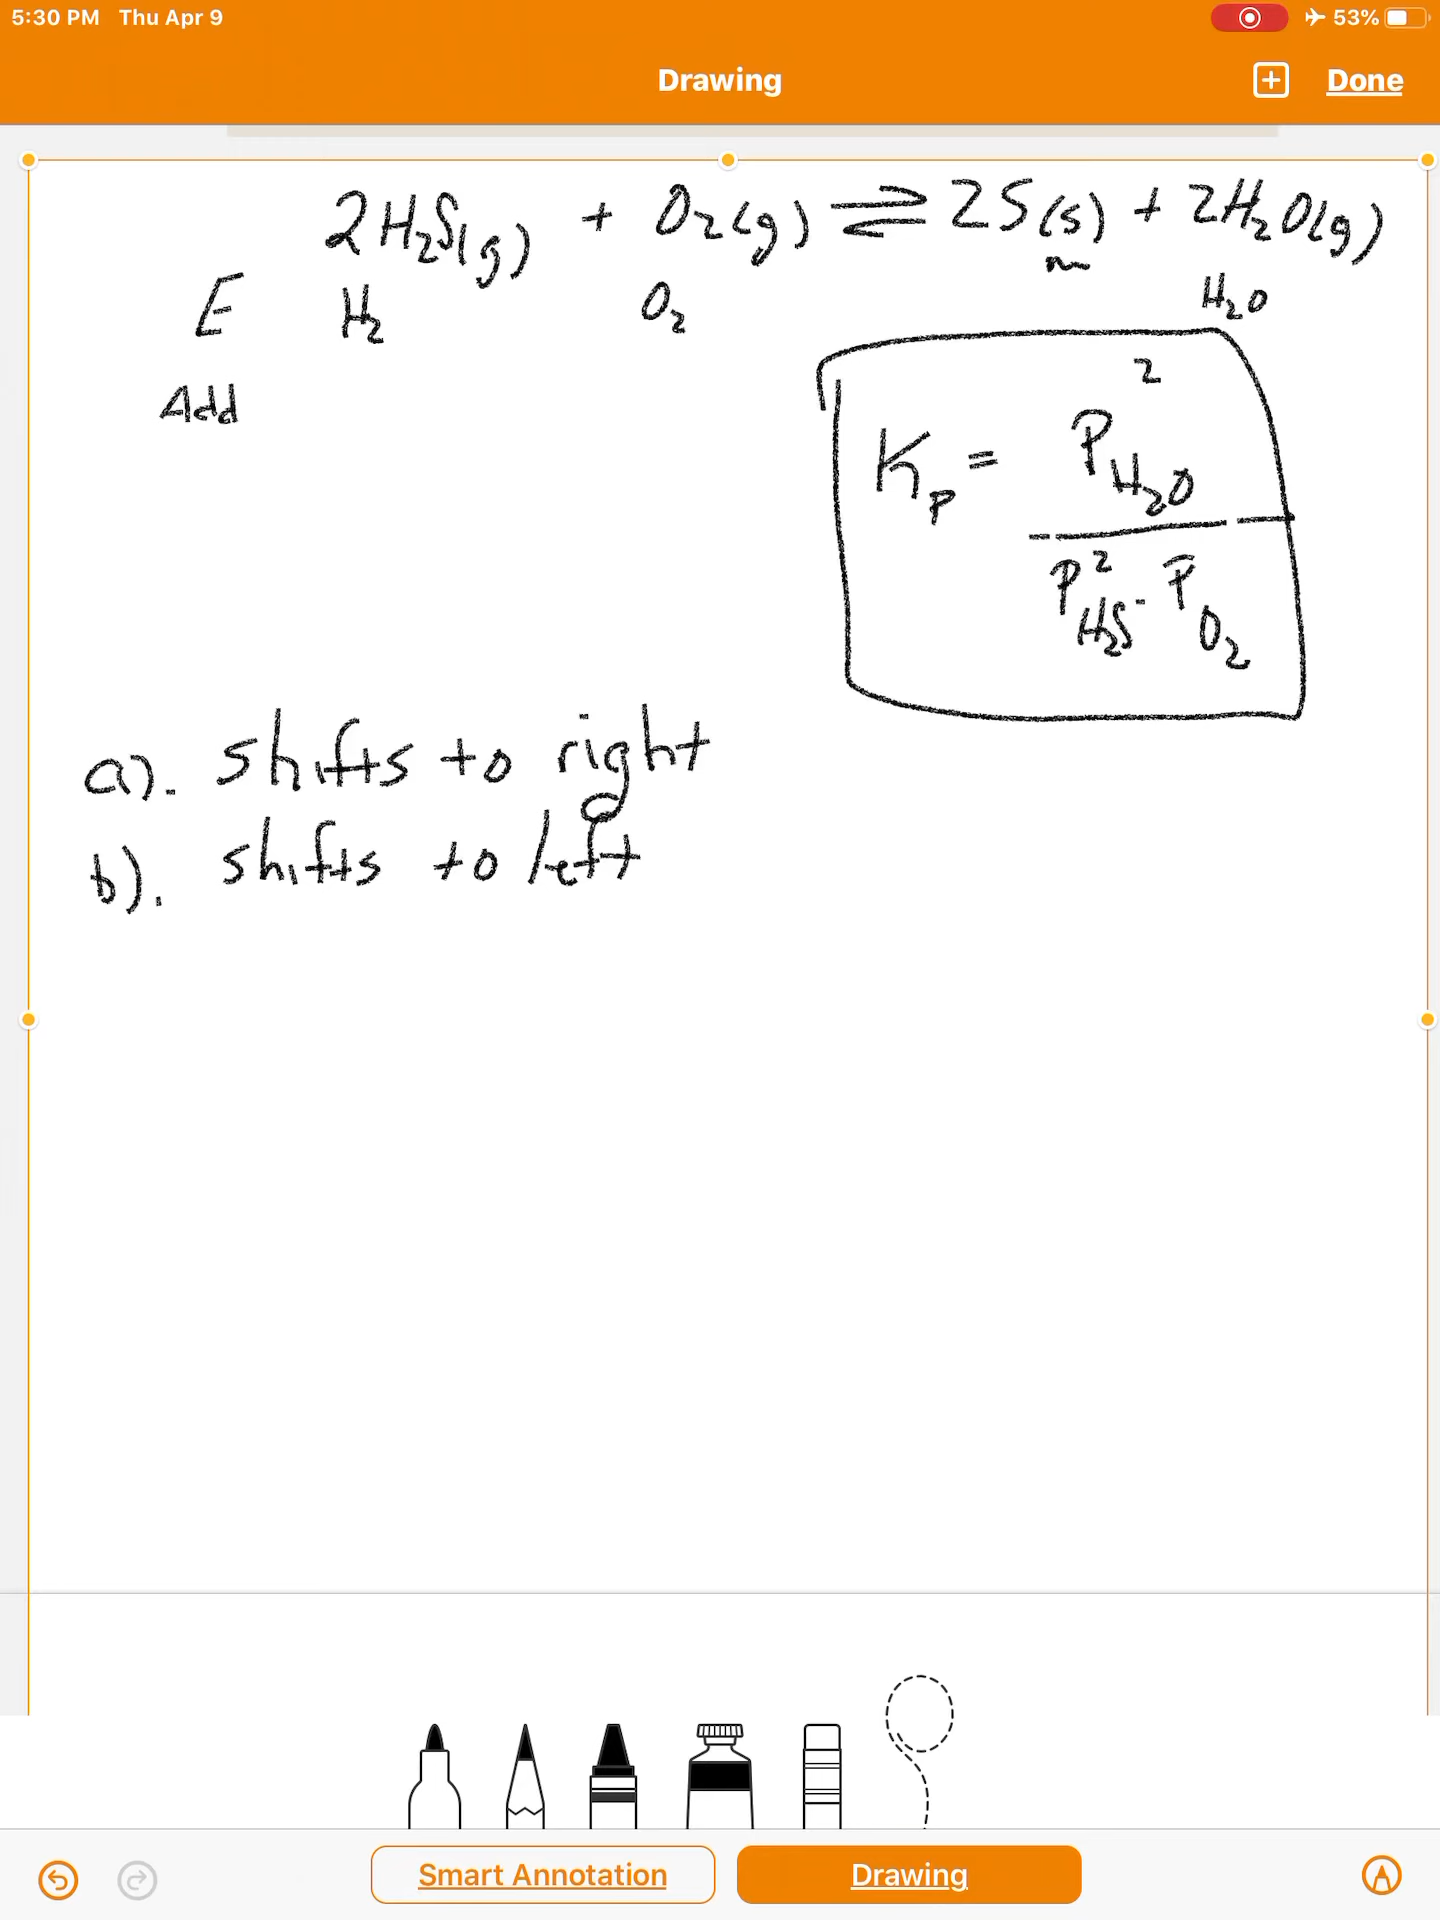 5:30 PM Thu Apr 9 53%
Drawing Done
2H₂S(g) + O₂(g) ⇌ 2S(s) + 2H₂O(g)
E H₂ O₂ H₂O
Add
Kₚ = P²H₂O
P²H₂S · PO₂
a). shifts to right
b). shifts to left
Smart Annotation Drawing